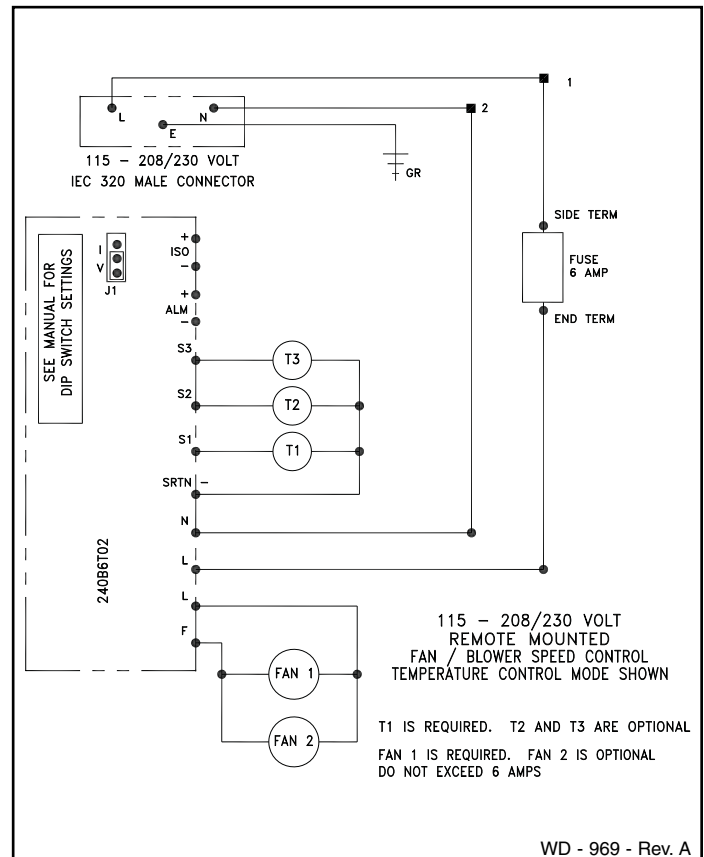 1
2
L
N
E
115 - 208/230 VOLT
IEC 320 MALE CONNECTOR
GR
SIDE TERM
FUSE
6 AMP
END TERM
SEE MANUAL FOR
DIP SWITCH SETTINGS
I
V
J1
+
ISO
-
+
ALM
-
S3
T3
S2
T2
S1
T1
SRTN -
N
L
240B6T02
L
F
FAN 1
FAN 2
115 - 208/230 VOLT
REMOTE MOUNTED
FAN / BLOWER SPEED CONTROL
TEMPERATURE CONTROL MODE SHOWN
T1 IS REQUIRED. T2 AND T3 ARE OPTIONAL
FAN 1 IS REQUIRED. FAN 2 IS OPTIONAL
DO NOT EXCEED 6 AMPS
WD - 969 - Rev. A